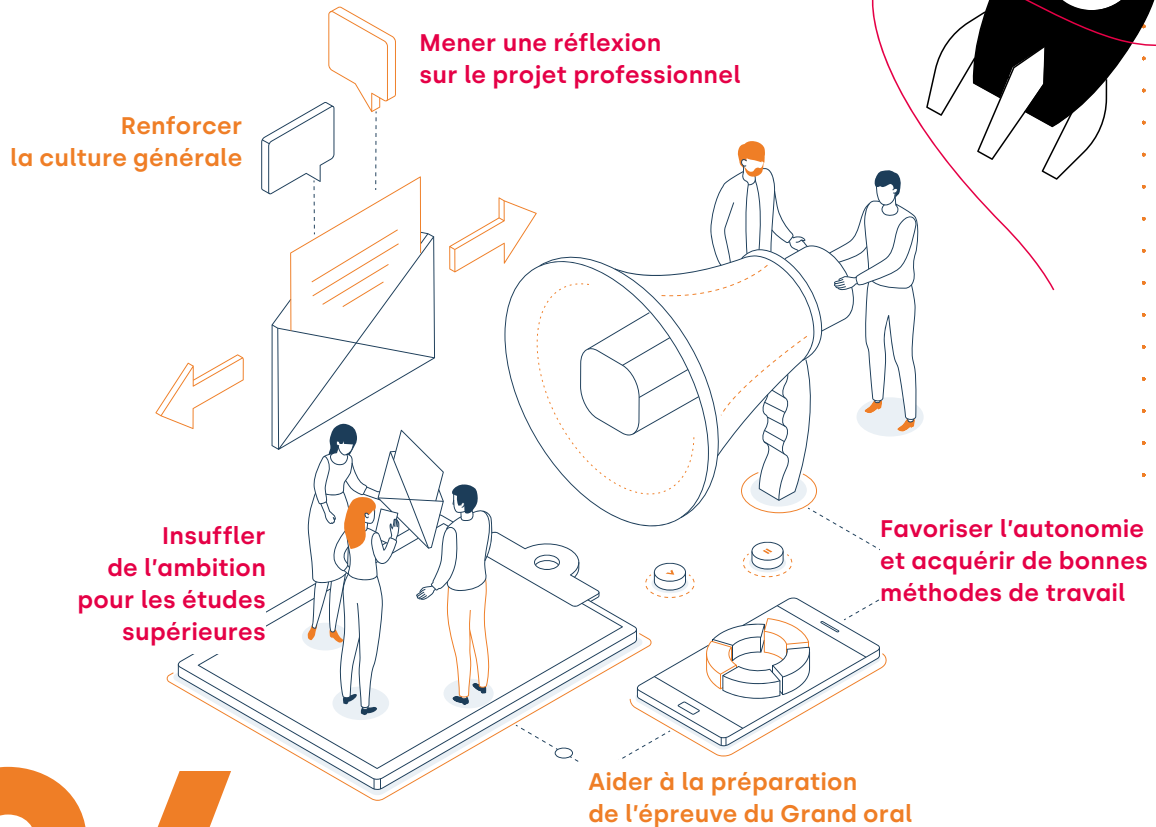 Mener une réflexion
sur le projet professionnel
Renforcer
la culture générale
Insuffler
de l'ambition
pour les études
supérieures
Favoriser l'autonomie
et acquérir de bonnes
méthodes de travail
Aider à la préparation
de l'épreuve du Grand oral